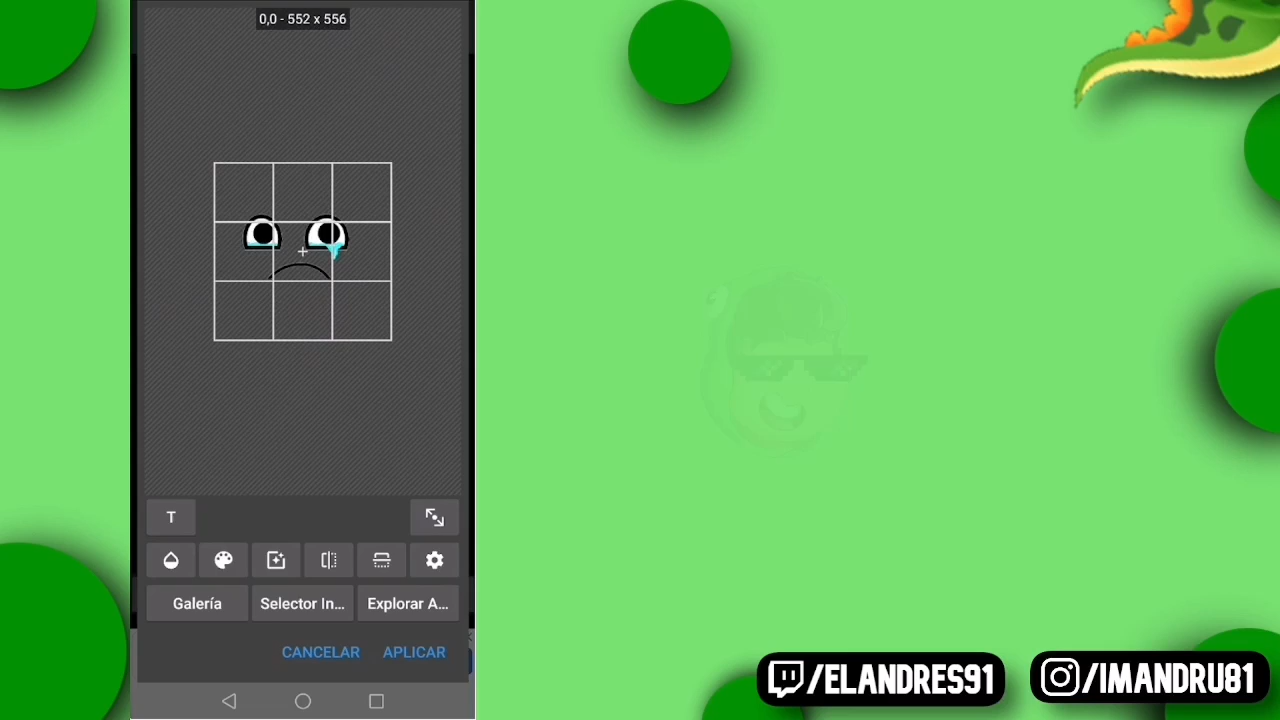 0,0 - 552 x 556
T
Galería
Selector In...
Explorar A...
CANCELAR
APLICAR
/ELANDRES91
/IMANDRU81